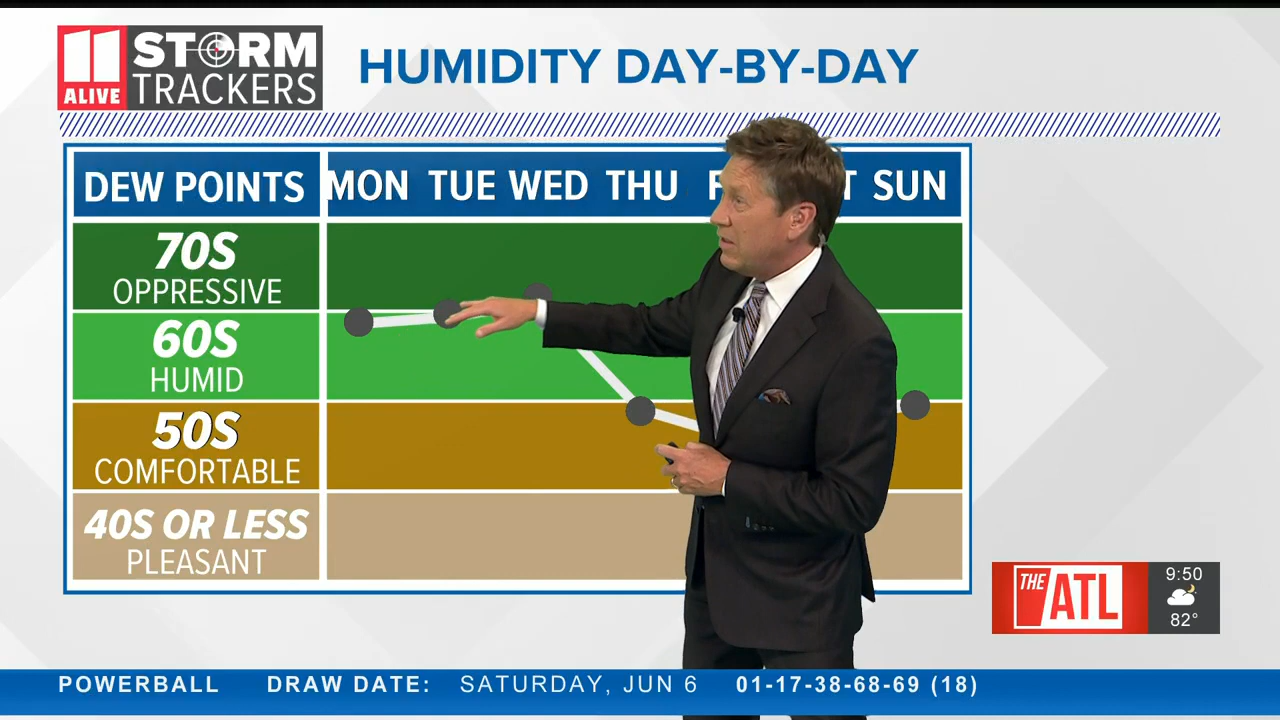 11 ALIVE
STORM
TRACKERS
HUMIDITY DAY-BY-DAY
DEW POINTS MON TUE WED THU SUN
70S
OPPRESSIVE
60S
HUMID
50S
COMFORTABLE
40S OR LESS
PLEASANT
THE ATL
9:50
82°
POWERBALL DRAW DATE: SATURDAY, JUN 6 01-17-38-68-69 (18)